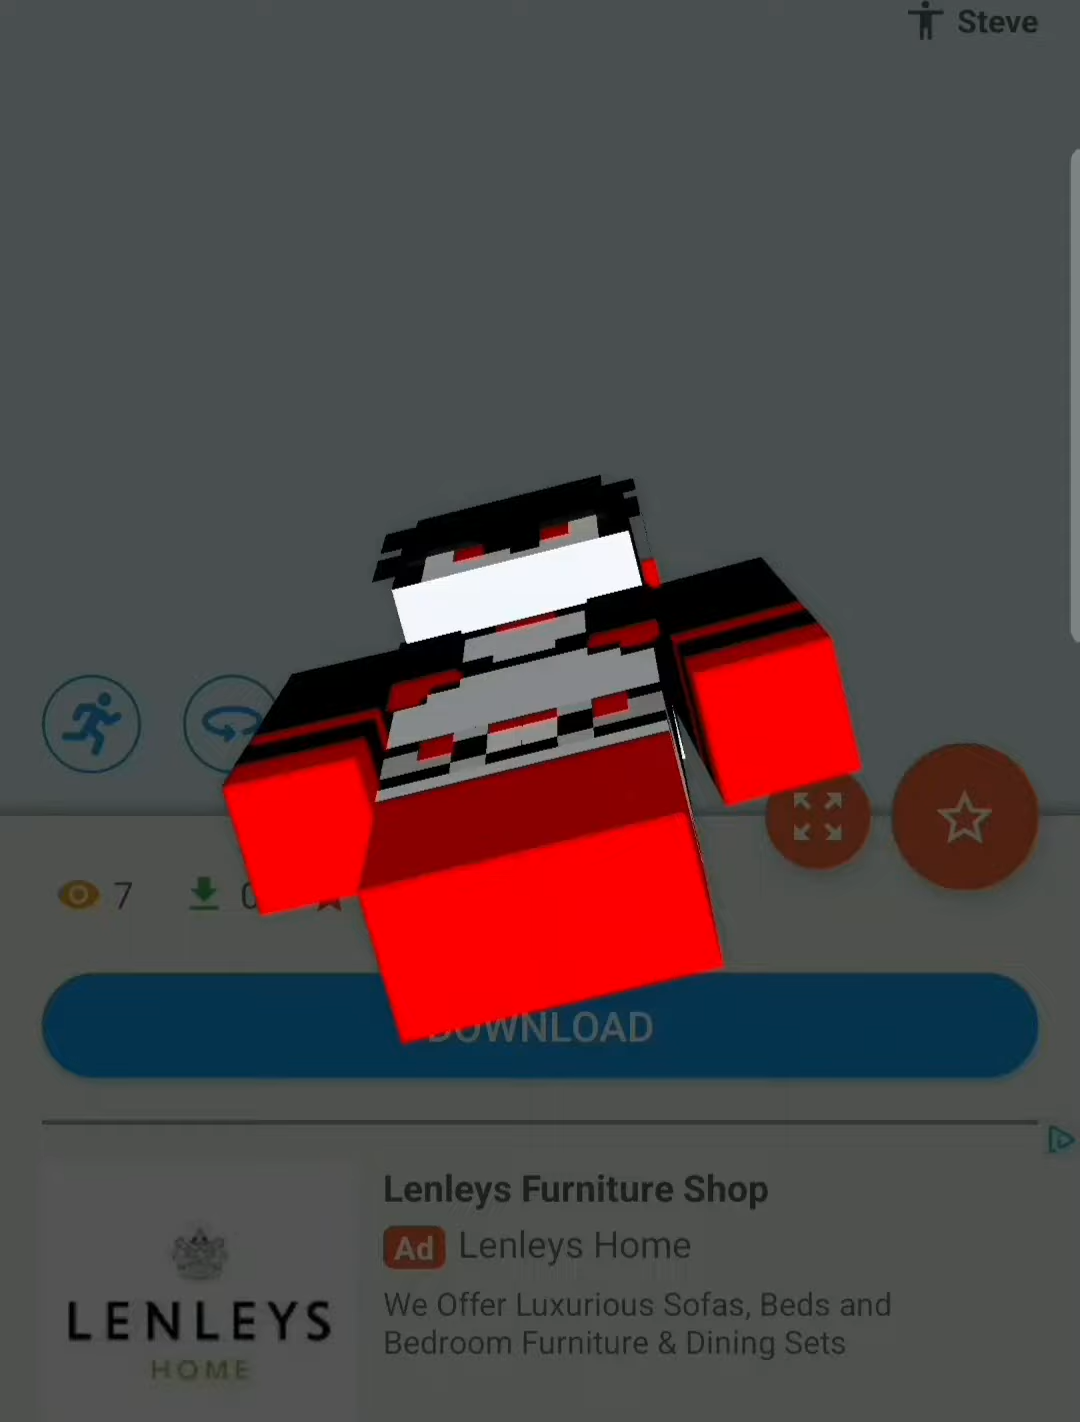 Steve
7
0
DOWNLOAD
Lenleys Furniture Shop
Ad Lenleys Home
We Offer Luxurious Sofas, Beds and
Bedroom Furniture & Dining Sets
LENLEYS
HOME